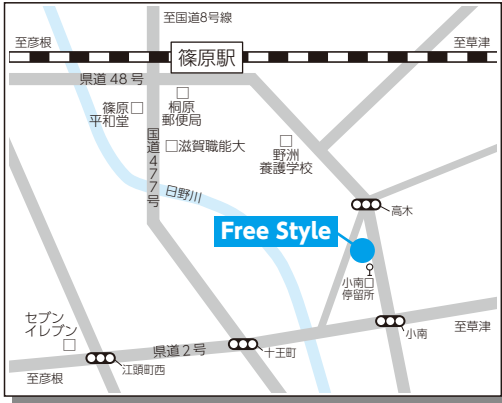 至国道8号線
至彦根
篠原駅
至草津
県道48号
篠原
平和堂
桐原
郵便局
国道477号
滋賀職能大
野洲
養護学校
日野川
高木
Free Style
小南口
停留所
セブン
イレブン
県道2号
十王町
小南
至草津
江頭町西
至彦根